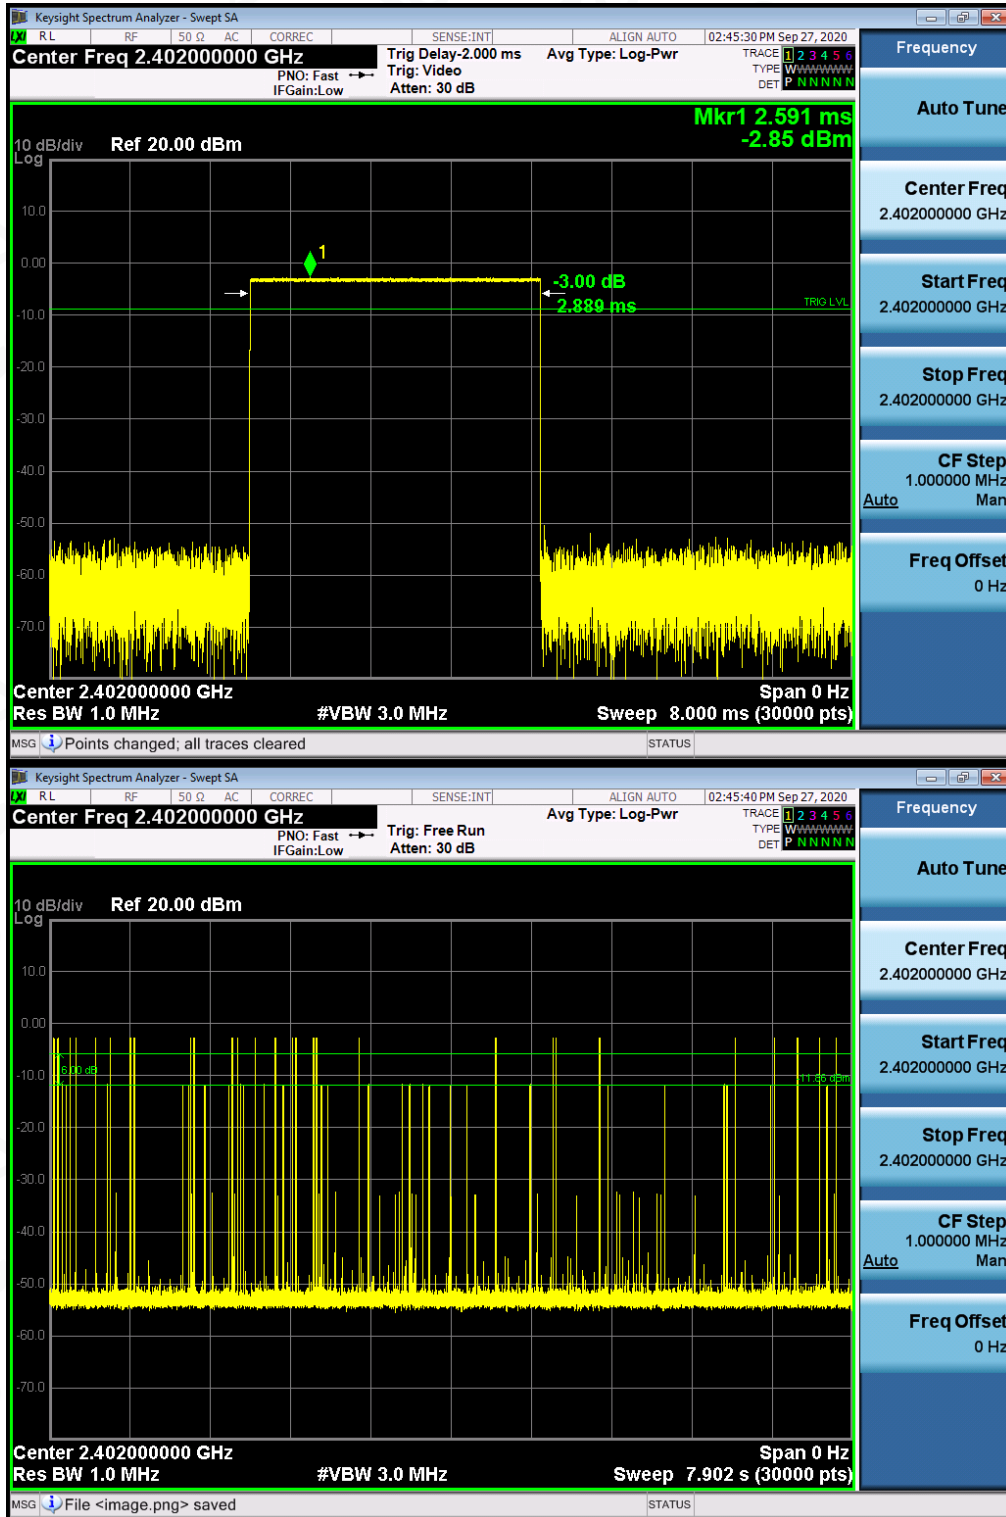 Keysight Spectrum Analyzer - Swept SA
LXI RL RF 50 Ω AC CORREC SENSE:INT ALIGN AUTO 02:45:30 PM Sep 27, 2020
Center Freq 2.402000000 GHz
PNO: Fast
IFGain:Low
Trig Delay-2.000 ms
Trig: Video
Atten: 30 dB
Avg Type: Log-Pwr
TRACE 1 2 3 4 5 6
TYPE WWWWWW
DET P N N N N N
Mkr1 2.591 ms
-2.85 dBm
10 dB/div
Log
Ref 20.00 dBm
10.0
0.00
-10.0
-20.0
-30.0
-40.0
-50.0
-60.0
-70.0
1
-3.00 dB
2.889 ms
TRIG LVL
Center 2.402000000 GHz
Span 0 Hz
Res BW 1.0 MHz
#VBW 3.0 MHz
Sweep 8.000 ms (30000 pts)
MSG Points changed; all traces cleared STATUS
Frequency
Auto Tune
Center Freq
2.402000000 GHz
Start Freq
2.402000000 GHz
Stop Freq
2.402000000 GHz
CF Step
1.000000 MHz
Auto Man
Freq Offset
0 Hz
Keysight Spectrum Analyzer - Swept SA
LXI RL RF 50 Ω AC CORREC SENSE:INT ALIGN AUTO 02:45:40 PM Sep 27, 2020
Center Freq 2.402000000 GHz
PNO: Fast
IFGain:Low
Trig: Free Run
Atten: 30 dB
Avg Type: Log-Pwr
TRACE 1 2 3 4 5 6
TYPE WWWWWW
DET P N N N N N
10 dB/div
Log
Ref 20.00 dBm
10.0
0.00
-10.0
-20.0
-30.0
-40.0
-50.0
-60.0
-70.0
6.00 dB
Center 2.402000000 GHz
Span 0 Hz
Res BW 1.0 MHz
#VBW 3.0 MHz
Sweep 7.902 s (30000 pts)
MSG File <image.png> saved STATUS
Frequency
Auto Tune
Center Freq
2.402000000 GHz
Start Freq
2.402000000 GHz
Stop Freq
2.402000000 GHz
CF Step
1.000000 MHz
Auto Man
Freq Offset
0 Hz